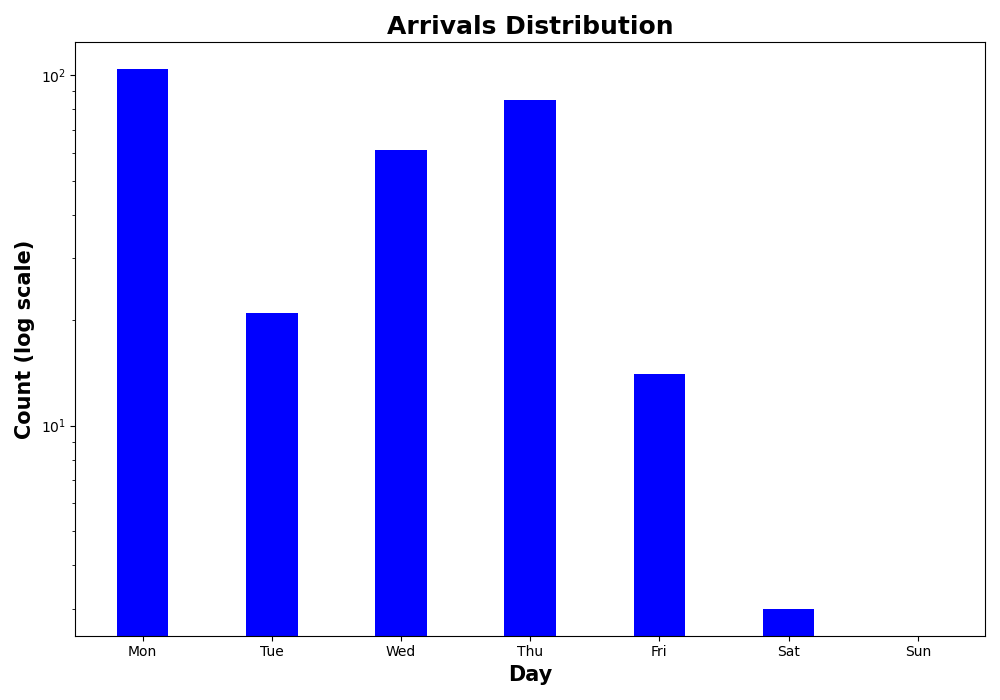 Arrivals Distribution
Count (log scale)
10²
10¹
Mon Tue Wed Thu Fri Sat Sun
Day